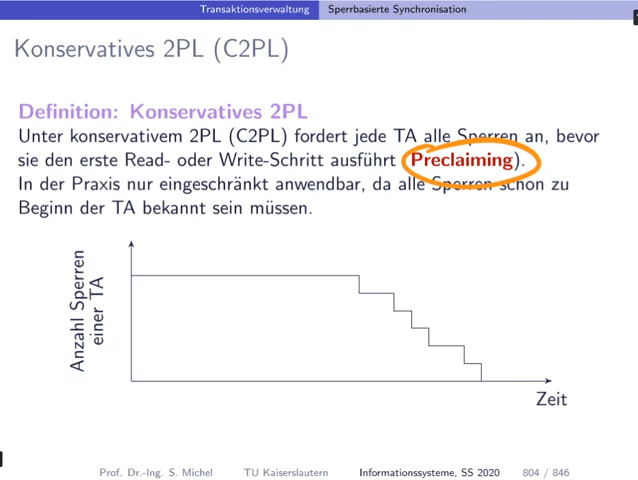 Transaktionsverwaltung Sperrbasierte Synchronisation
Konservatives 2PL (C2PL)
Definition: Konservatives 2PL
Unter konservativem 2PL (C2PL) fordert jede TA alle Sperren an, bevor
sie den erste Read- oder Write-Schritt ausführt (Preclaiming).
In der Praxis nur eingeschränkt anwendbar, da alle Sperren schon zu
Beginn der TA bekannt sein müssen.
Anzahl Sperren
einer TA
Zeit
Prof. Dr.-Ing. S. Michel TU Kaiserslautern Informationssysteme, SS 2020 804 / 846